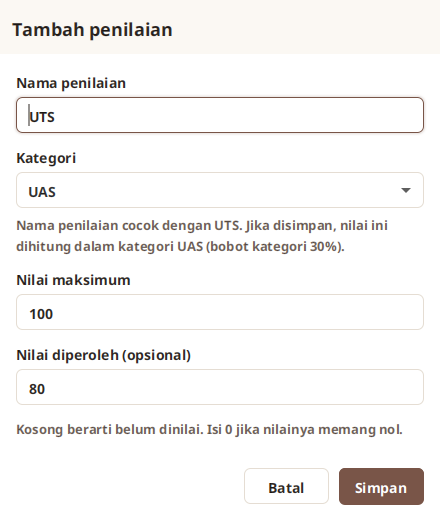 Tambah penilaian
Nama penilaian
UTS
Kategori
UAS
Nama penilaian cocok dengan UTS. Jika disimpan, nilai ini
dihitung dalam kategori UAS (bobot kategori 30%).
Nilai maksimum
100
Nilai diperoleh (opsional)
80
Kosong berarti belum dinilai. Isi 0 jika nilainya memang nol.
Batal
Simpan